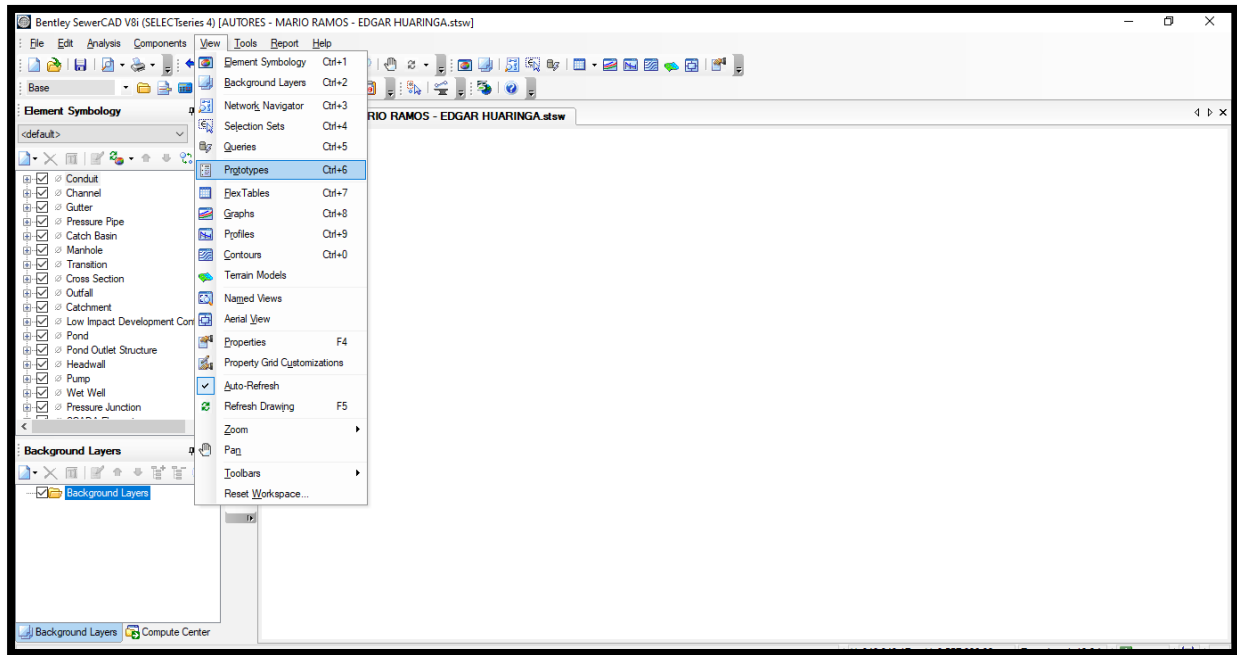 Bentley SewerCAD V8i (SELECTseries 4) [AUTORES - MARIO RAMOS - EDGAR HUARINGA.stsw]
File Edit Analysis Components View Tools Report Help
Base
Element Symbology
<default>
Conduit
Channel
Gutter
Pressure Pipe
Catch Basin
Manhole
Transition
Cross Section
Outfall
Catchment
Low Impact Development Con
Pond
Pond Outlet Structure
Headwall
Pump
Wet Well
Pressure Junction
Background Layers
Background Layers
Background Layers Compute Center
Element Symbology Ctrl+1
Background Layers Ctrl+2
Network Navigator Ctrl+3
Selection Sets Ctrl+4
Queries Ctrl+5
Prototypes Ctrl+6
FlexTables Ctrl+7
Graphs Ctrl+8
Profiles Ctrl+9
Contours Ctrl+0
Terrain Models
Named Views
Aerial View
Properties F4
Property Grid Customizations
Auto-Refresh
Refresh Drawing F5
Zoom
Pan
Toolbars
Reset Workspace...
RIO RAMOS - EDGAR HUARINGA.stsw